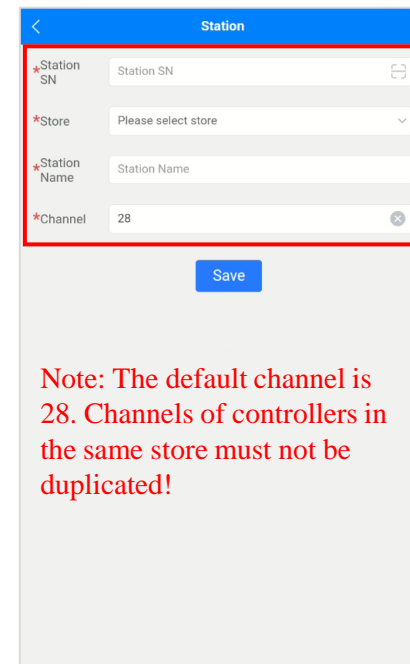 Station
*Station SN
Station SN
*Store
Please select store
*Station Name
Station Name
*Channel
28
Save
Note: The default channel is
28. Channels of controllers in
the same store must not be
duplicated!